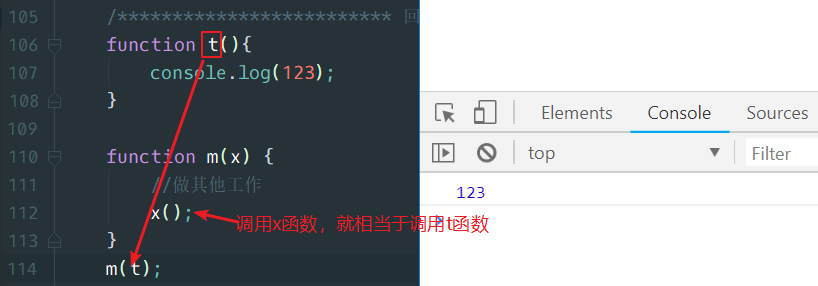 105 /************************* 回
106 function t(){
107 console.log(123);
108 }
109
110 function m(x) {
111 //做其他工作
112 x();
调用x函数，就相当于调用t函数
113 }
114 m(t);
Elements Console Sources
top ▼ Filter
123